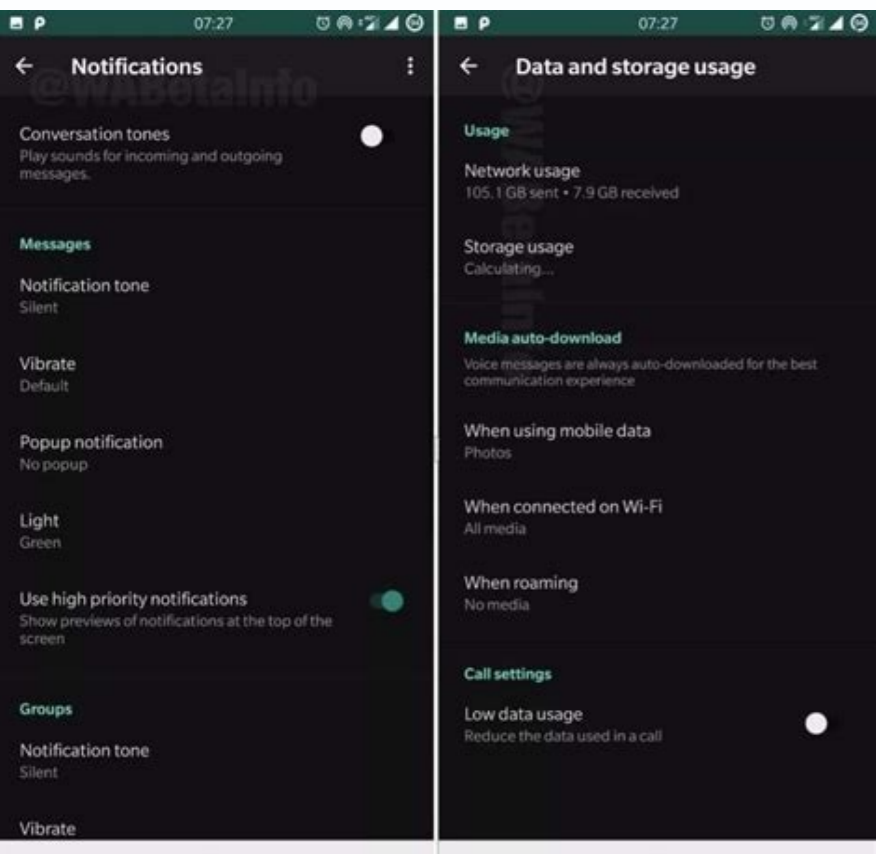 07:27
Notifications
@WABetaInfo
Conversation tones
Play sounds for incoming and outgoing
messages.
Messages
Notification tone
Silent
Vibrate
Default
Popup notification
No popup
Light
Green
Use high priority notifications
Show previews of notifications at the top of the
screen
Groups
Notification tone
Silent
Vibrate
07:27
Data and storage usage
@WABetaInfo
Usage
Network usage
105.1 GB sent • 7.9 GB received
Storage usage
Calculating...
Media auto-download
Voice messages are always auto-downloaded for the best
communication experience
When using mobile data
Photos
When connected on Wi-Fi
All media
When roaming
No media
Call settings
Low data usage
Reduce the data used in a call